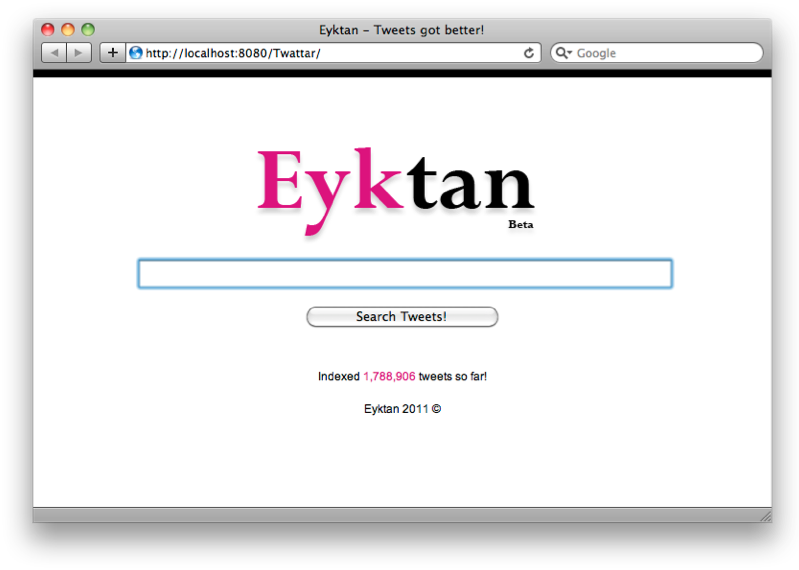 Eyktan – Tweets got better!
http://localhost:8080/Twattar/
Google
Eyktan
Beta
Search Tweets!
Indexed 1,788,906 tweets so far!
Eyktan 2011 ©